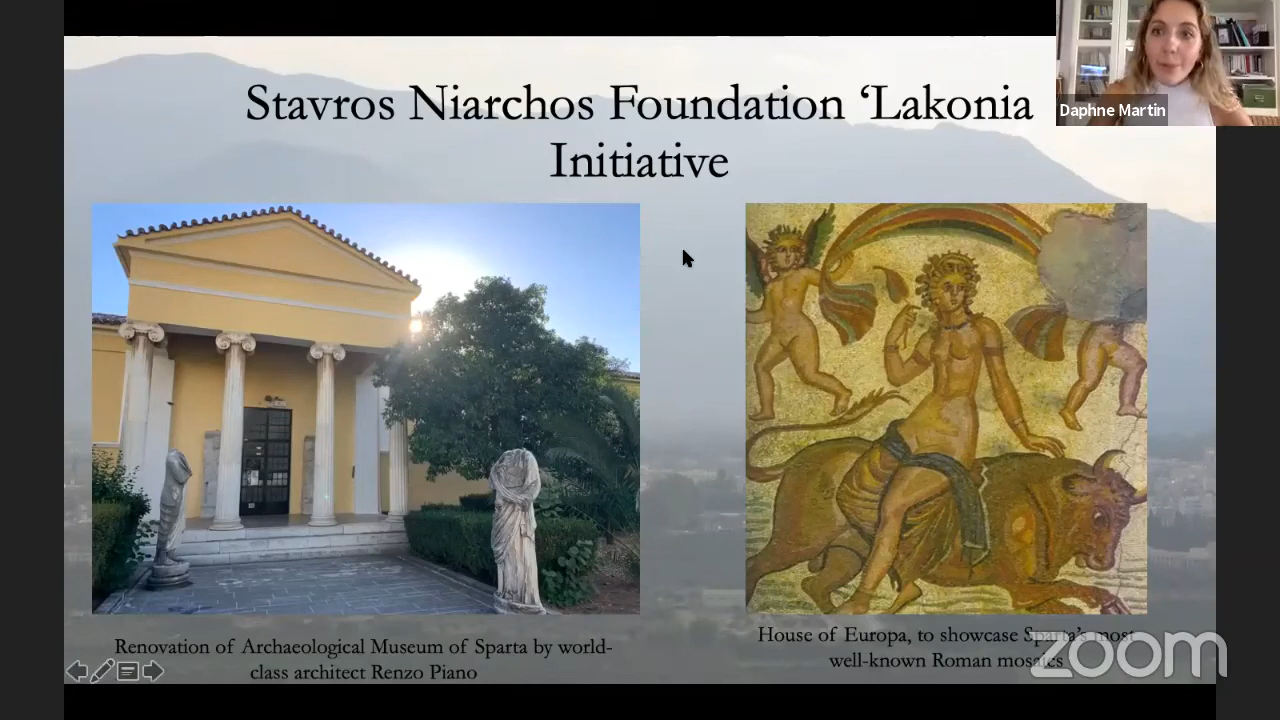 Stavros Niarchos Foundation ‘Lakonia
Initiative
Daphne Martin
Renovation of Archaeological Museum of Sparta by world-
class architect Renzo Piano
House of Europa, to showcase Sparta’s most
well-known Roman mosaics
zoom